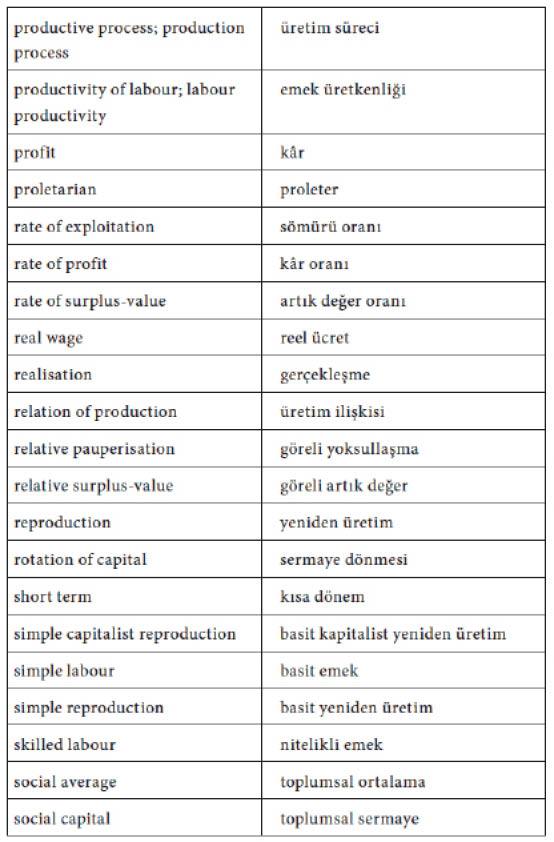 productive process; production üretim süreci
process
productivity of labour; labour emek üretkenliği
productivity
profit kâr
proletarian proleter
rate of exploitation sömürü oranı
rate of profit kâr oranı
rate of surplus-value artık değer oranı
real wage reel ücret
realisation gerçekleşme
relation of production üretim ilişkisi
relative pauperisation göreli yoksullaşma
relative surplus-value göreli artık değer
reproduction yeniden üretim
rotation of capital sermaye dönmesi
short term kısa dönem
simple capitalist reproduction basit kapitalist yeniden üretim
simple labour basit emek
simple reproduction basit yeniden üretim
skilled labour nitelikli emek
social average toplumsal ortalama
social capital toplumsal sermaye